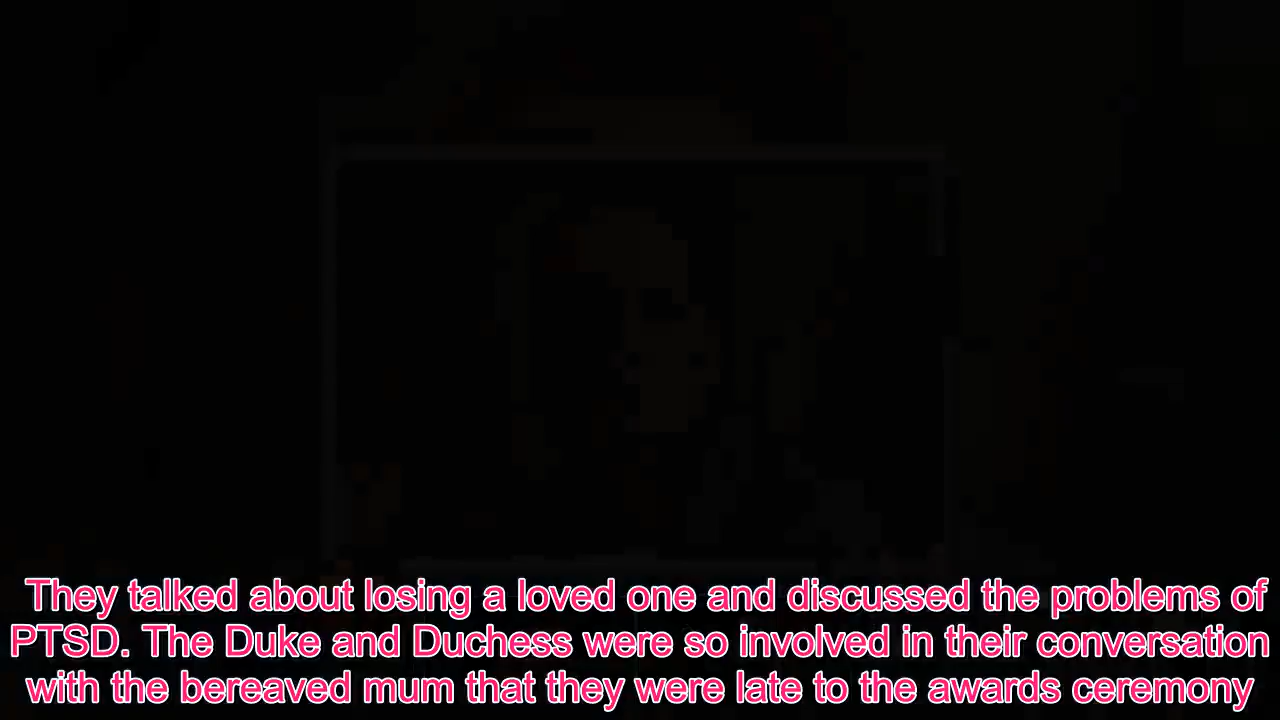 They talked about losing a loved one and discussed the problems of
PTSD. The Duke and Duchess were so involved in their conversation
with the bereaved mum that they were late to the awards ceremony